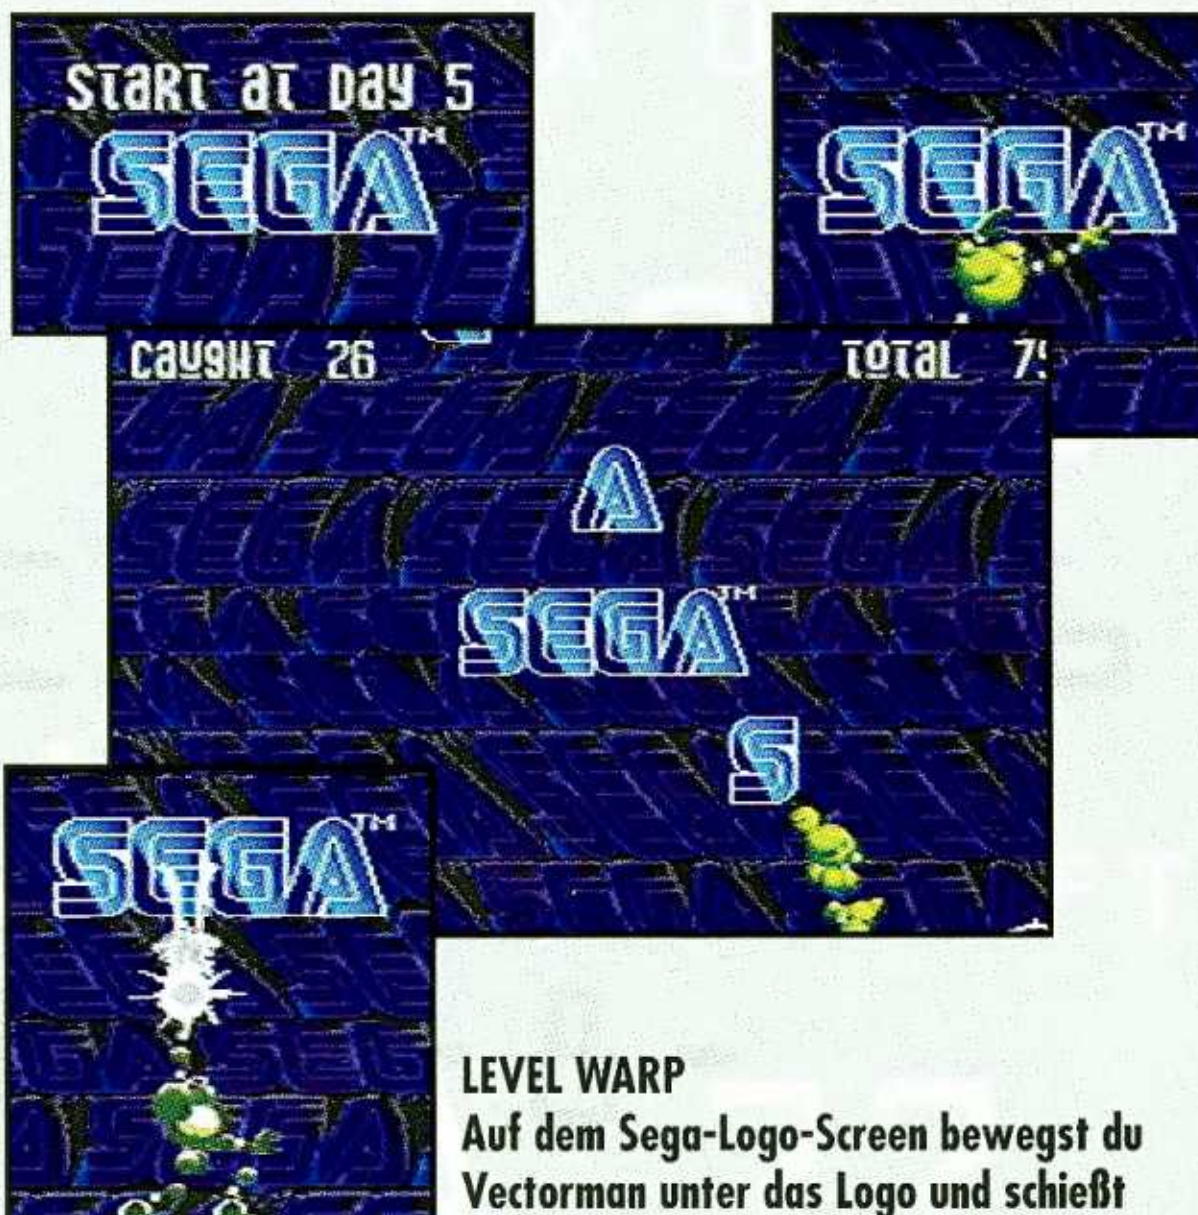 START AT DAY 5
SEGA™
SEGA™
CAUGHT 26
TOTAL 79
A
SEGA™
S
SEGA™
LEVEL WARP
Auf dem Sega-Logo-Screen bewegst du
Vectorman unter das Logo und schießt